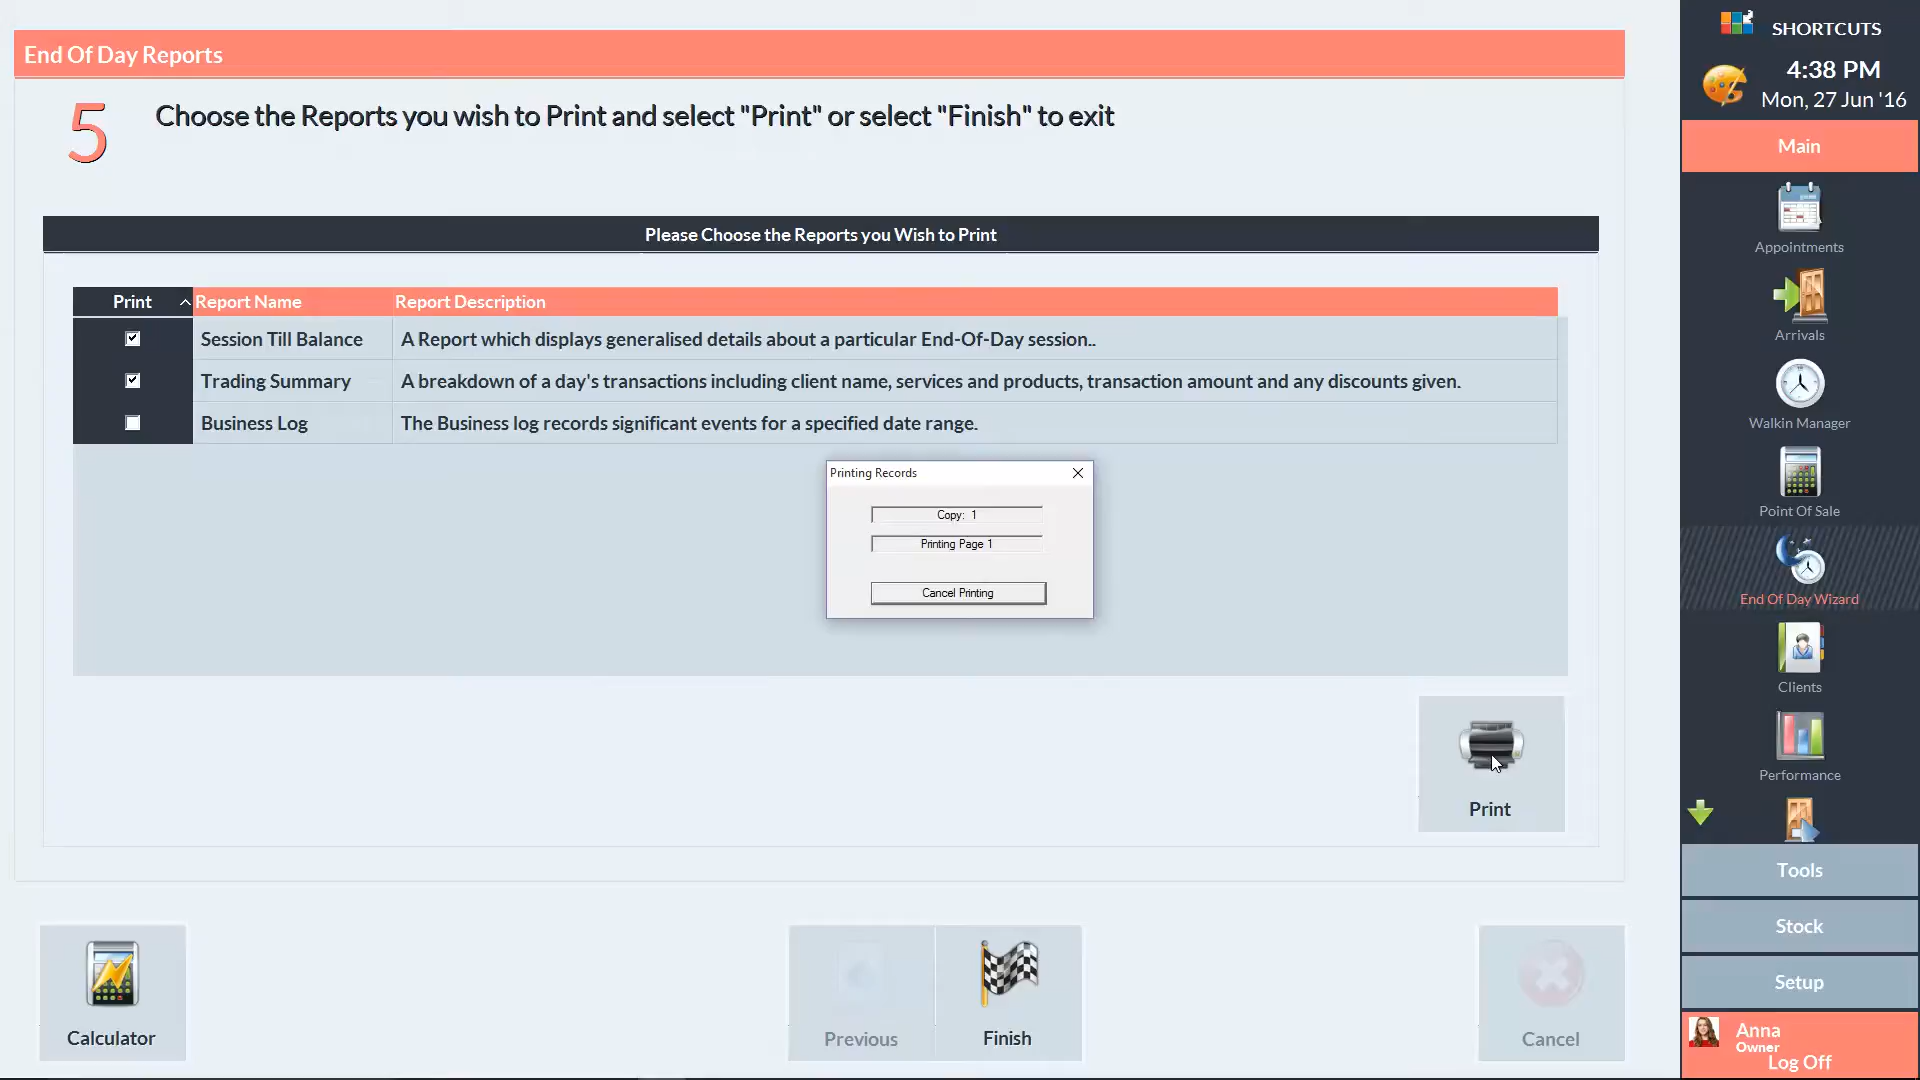 End Of Day Reports
5
Choose the Reports you wish to Print and select "Print" or select "Finish" to exit
Please Choose the Reports you Wish to Print
Print Report Name Report Description
Session Till Balance A Report which displays generalised details about a particular End-Of-Day session..
Trading Summary A breakdown of a day's transactions including client name, services and products, transaction amount and any discounts given.
Business Log The Business log records significant events for a specified date range.
Printing Records
Copy: 1
Printing Page 1
Cancel Printing
Print
Calculator
Previous
Finish
Cancel
SHORTCUTS
4:38 PM
Mon, 27 Jun '16
Main
Appointments
Arrivals
Walkin Manager
Point Of Sale
End Of Day Wizard
Clients
Performance
Tools
Stock
Setup
Anna
Owner
Log Off